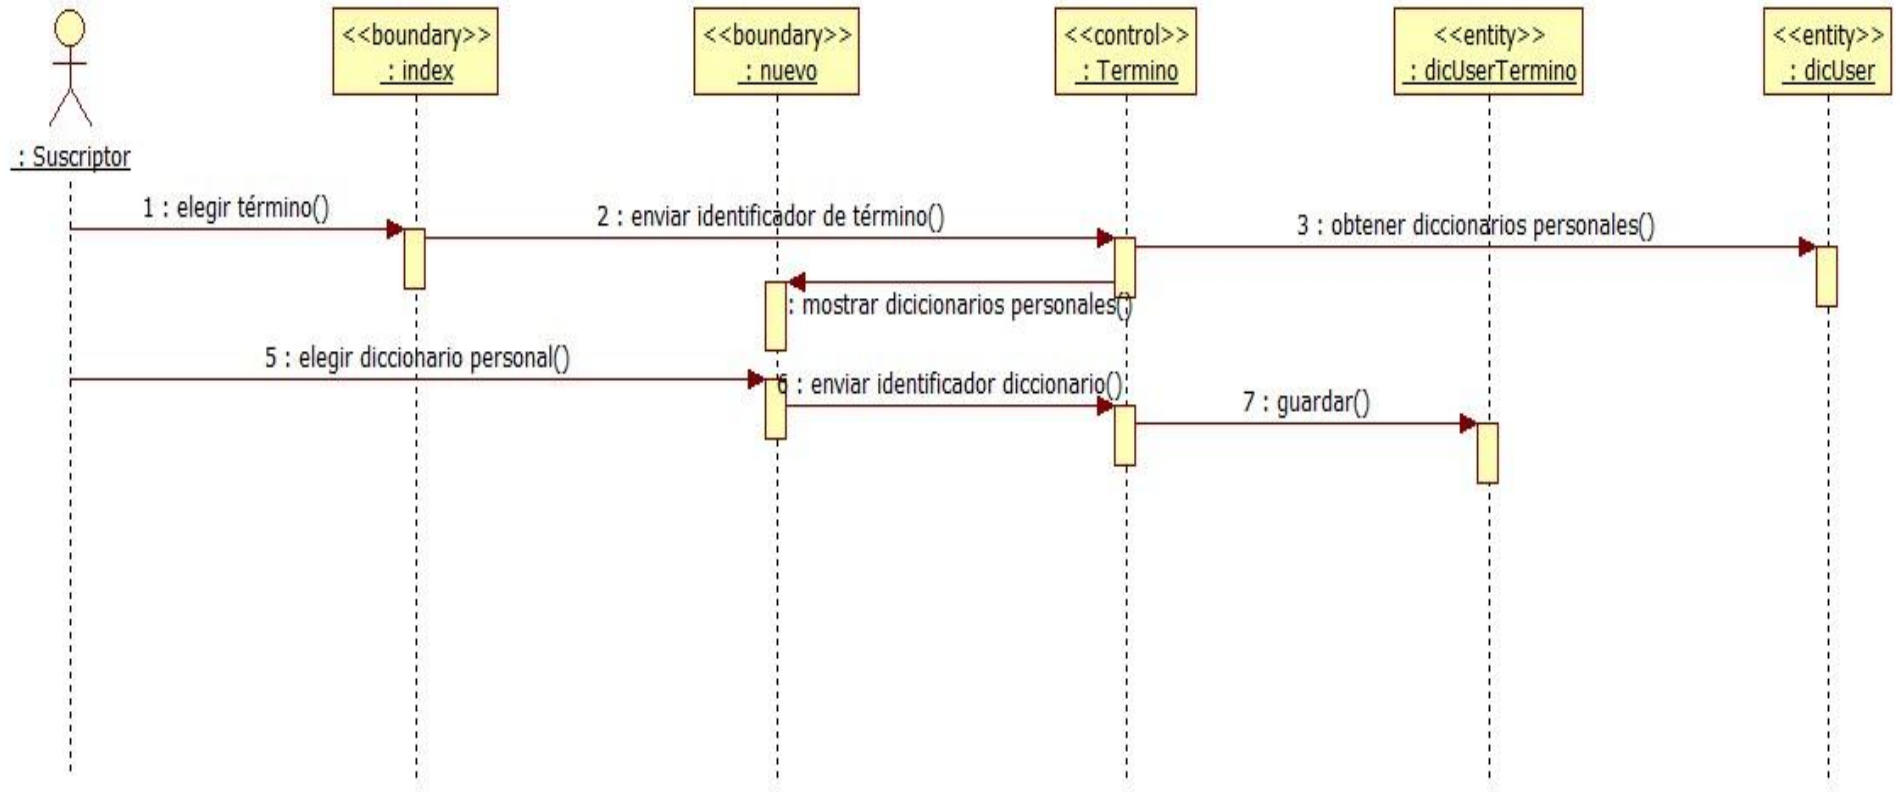 <<boundary>>
: index
<<boundary>>
: nuevo
<<control>>
: Termino
<<entity>>
: dicUserTermino
<<entity>>
: dicUser
: Suscriptor
1 : elegir término()
2 : enviar identificador de término()
3 : obtener diccionarios personales()
: mostrar dicicionarios personales()
5 : elegir diccionario personal()
6 : enviar identificador diccionario()
7 : guardar()